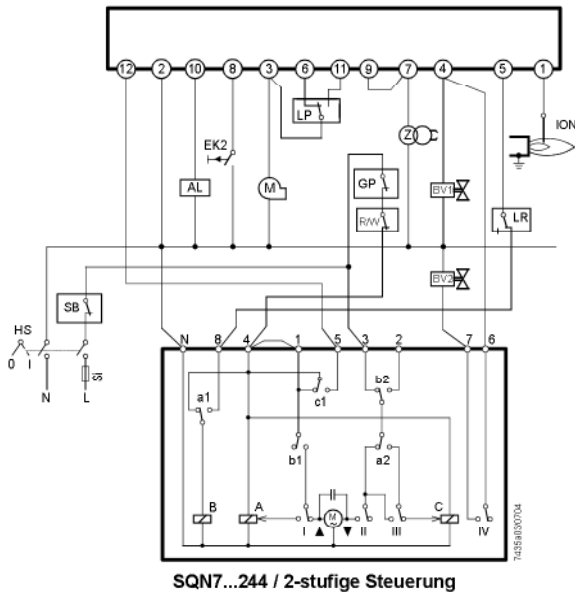 12 2 10 8 3 6 11 9 7 4 5 1
LP
ION
EK2
Z
GP
BV1
AL
M
R/W
LR
BV2
SB
HS
0 I
SI
N L
N 8 4 1 5 3 2 7 6
c1 b2
a1
b1 a2
B A I M II III C IV
7435a03/0704
SQN7...244 / 2-stufige Steuerung